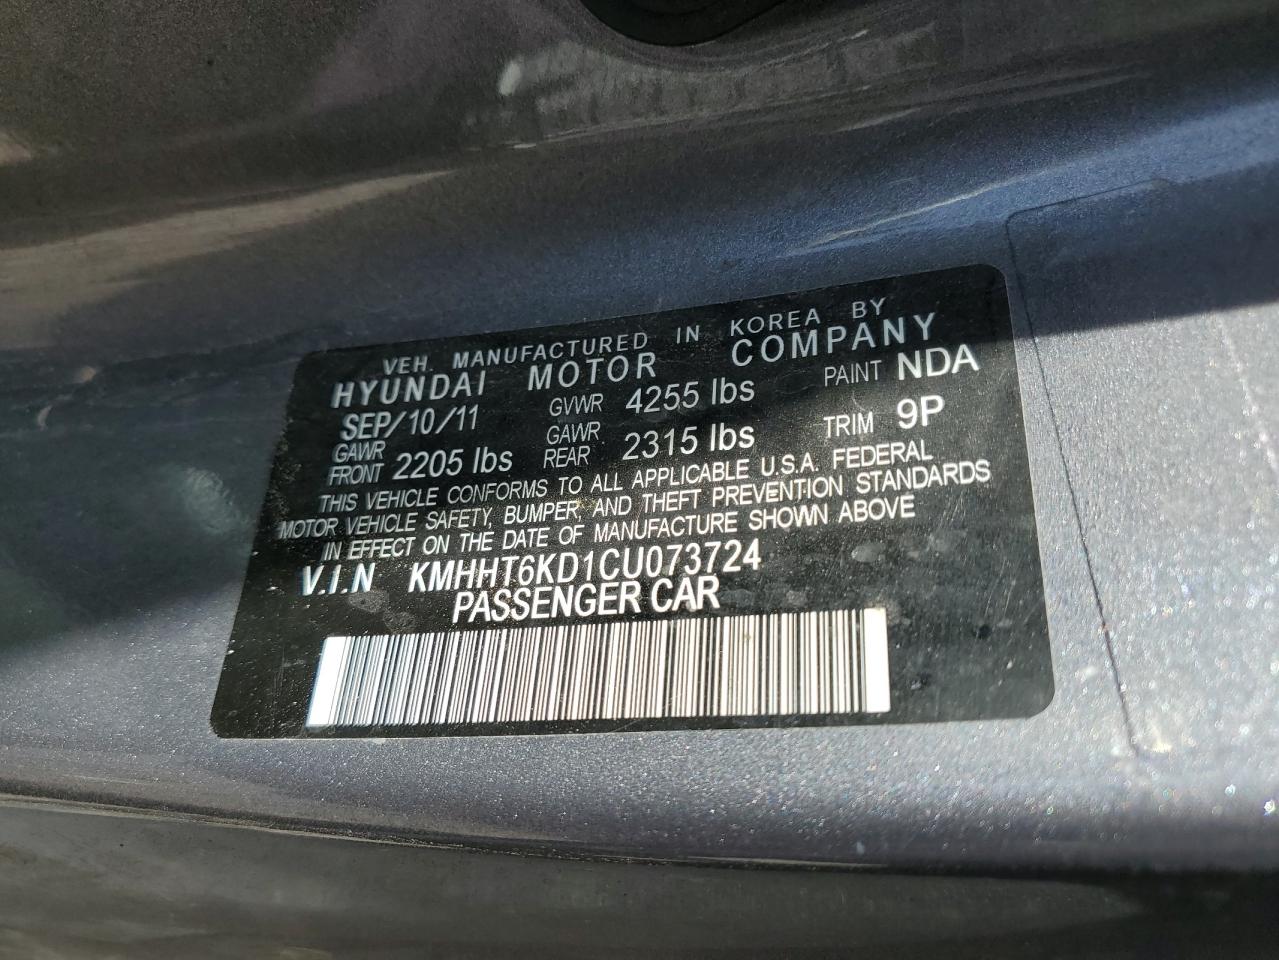 VEH. MANUFACTURED IN KOREA BY
HYUNDAI MOTOR COMPANY
SEP/10/11 GVWR 4255 lbs PAINT NDA
GAWR FRONT 2205 lbs GAWR REAR 2315 lbs TRIM 9P
THIS VEHICLE CONFORMS TO ALL APPLICABLE U.S.A. FEDERAL
MOTOR VEHICLE SAFETY, BUMPER, AND THEFT PREVENTION STANDARDS
IN EFFECT ON THE DATE OF MANUFACTURE SHOWN ABOVE
V.I.N KMHHT6KD1CU073724
PASSENGER CAR